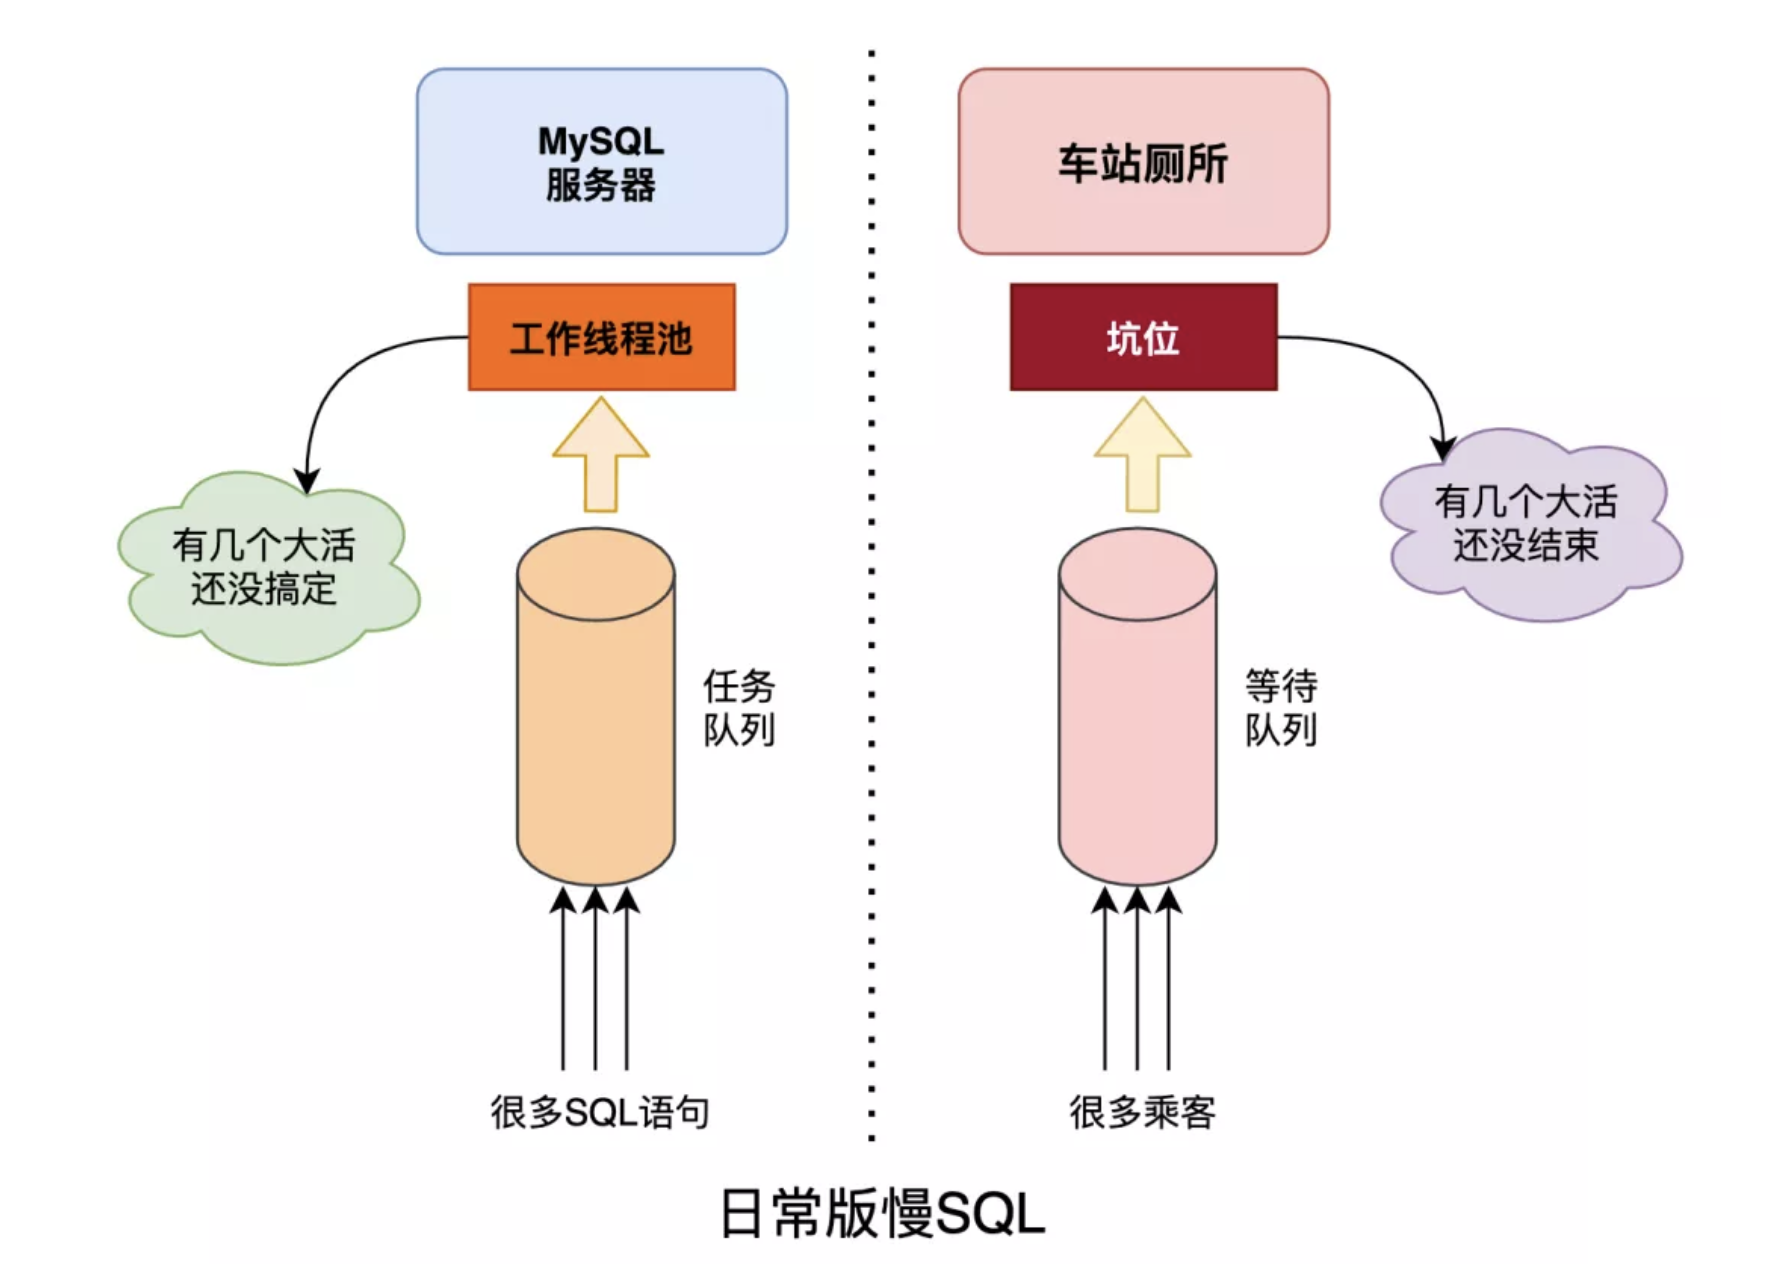 MySQL
服务器
工作线程池
有几个大活
还没搞定
任务
队列
很多SQL语句
车站厕所
坑位
有几个大活
还没结束
等待
队列
很多乘客
日常版慢SQL